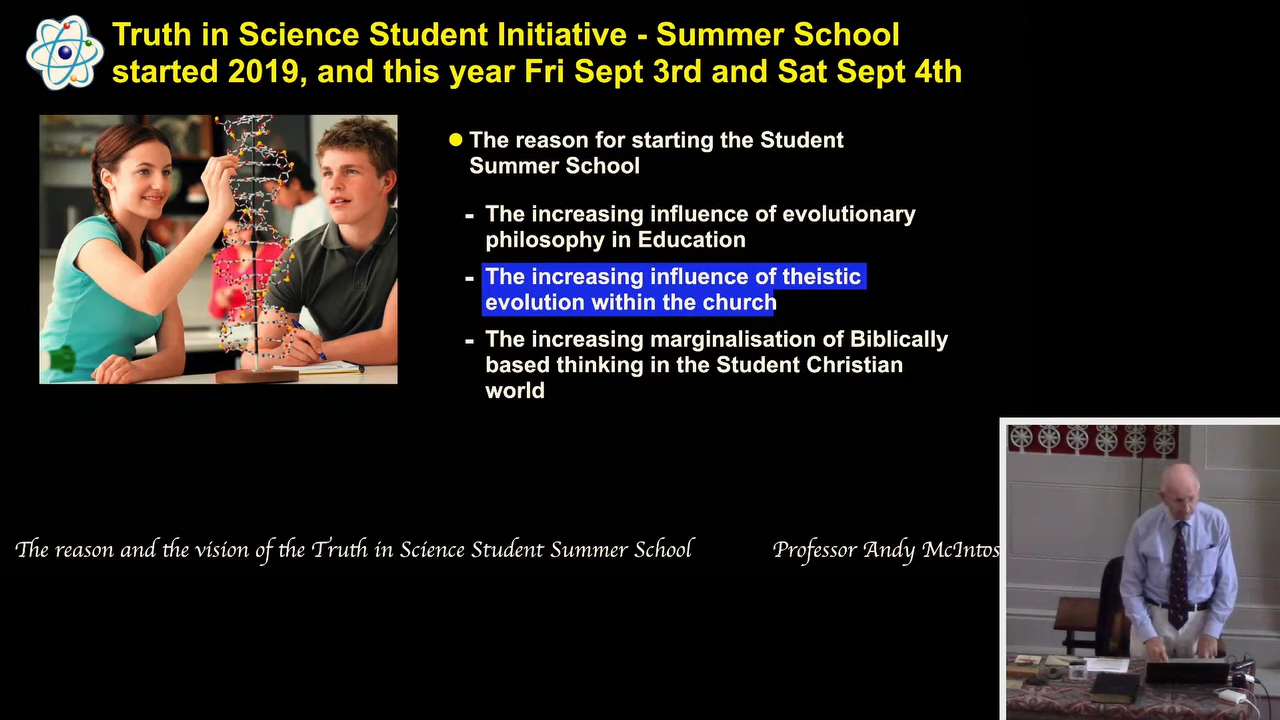 Truth in Science Student Initiative - Summer School
started 2019, and this year Fri Sept 3rd and Sat Sept 4th
The reason for starting the Student
Summer School
- The increasing influence of evolutionary
philosophy in Education
- The increasing influence of theistic
evolution within the church
- The increasing marginalisation of Biblically
based thinking in the Student Christian
world
The reason and the vision of the Truth in Science Student Summer School
Professor Andy McIntos